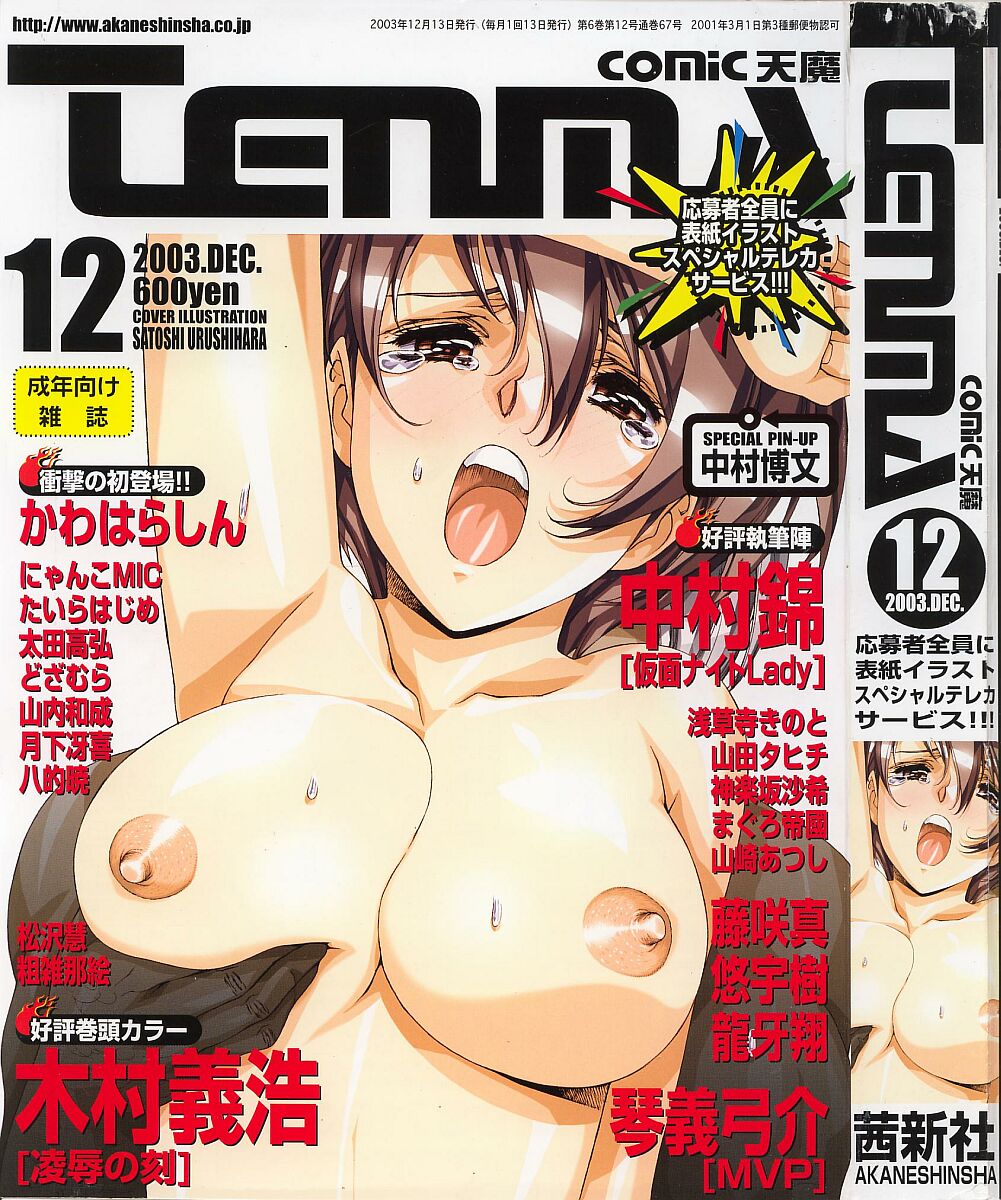 http://www.akaneshinsha.co.jp
2003年12月13日発行(毎月1回13日発行) 第6巻第12号通巻67号 2001年3月1日第3種郵便物認可
COMIC 天魔
TENMA
12
2003.DEC.
600yen
COVER ILLUSTRATION
SATOSHI URUSHIHARA
成年向け
雑誌
応募者全員に
表紙イラスト
スペシャルテレカ
サービス!!!
SPECIAL PIN-UP
中村博文
衝撃の初登場!!
かわはらしん
にゃんこMIC
たいらはじめ
太田高弘
どざむら
山内和成
月下冴喜
八的暁
松沢慧
粗雑那絵
好評巻頭カラー
木村義浩
[凌辱の刻]
好評執筆陣
中村錦
[仮面ナイトLady]
浅草寺きのと
山田タヒチ
神楽坂沙希
まぐろ帝國
山崎あつし
藤咲真
悠宇樹
龍牙翔
琴義弓介
[MVP]
TENMA
COMIC 天魔
12
2003.DEC.
応募者全員に
表紙イラスト
スペシャルテレカ
サービス!!!
茜新社
AKANESHINSHA